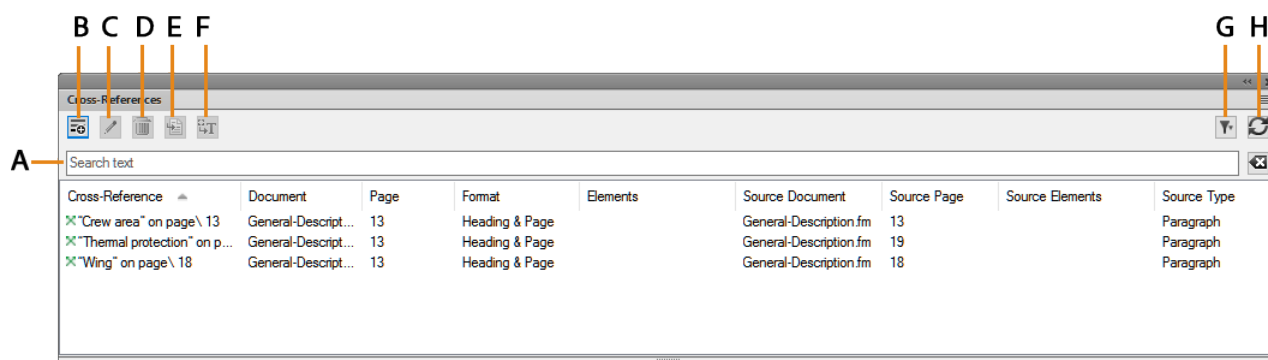 B C D E F G H
Cross-References
A Search text
Cross-Reference Document Page Format Elements Source Document Source Page Source Elements Source Type
"Crew area" on page\ 13 General-Descript... 13 Heading & Page General-Description.fm 13 Paragraph
"Thermal protection" on p... General-Descript... 13 Heading & Page General-Description.fm 19 Paragraph
"Wing" on page\ 18 General-Descript... 13 Heading & Page General-Description.fm 18 Paragraph